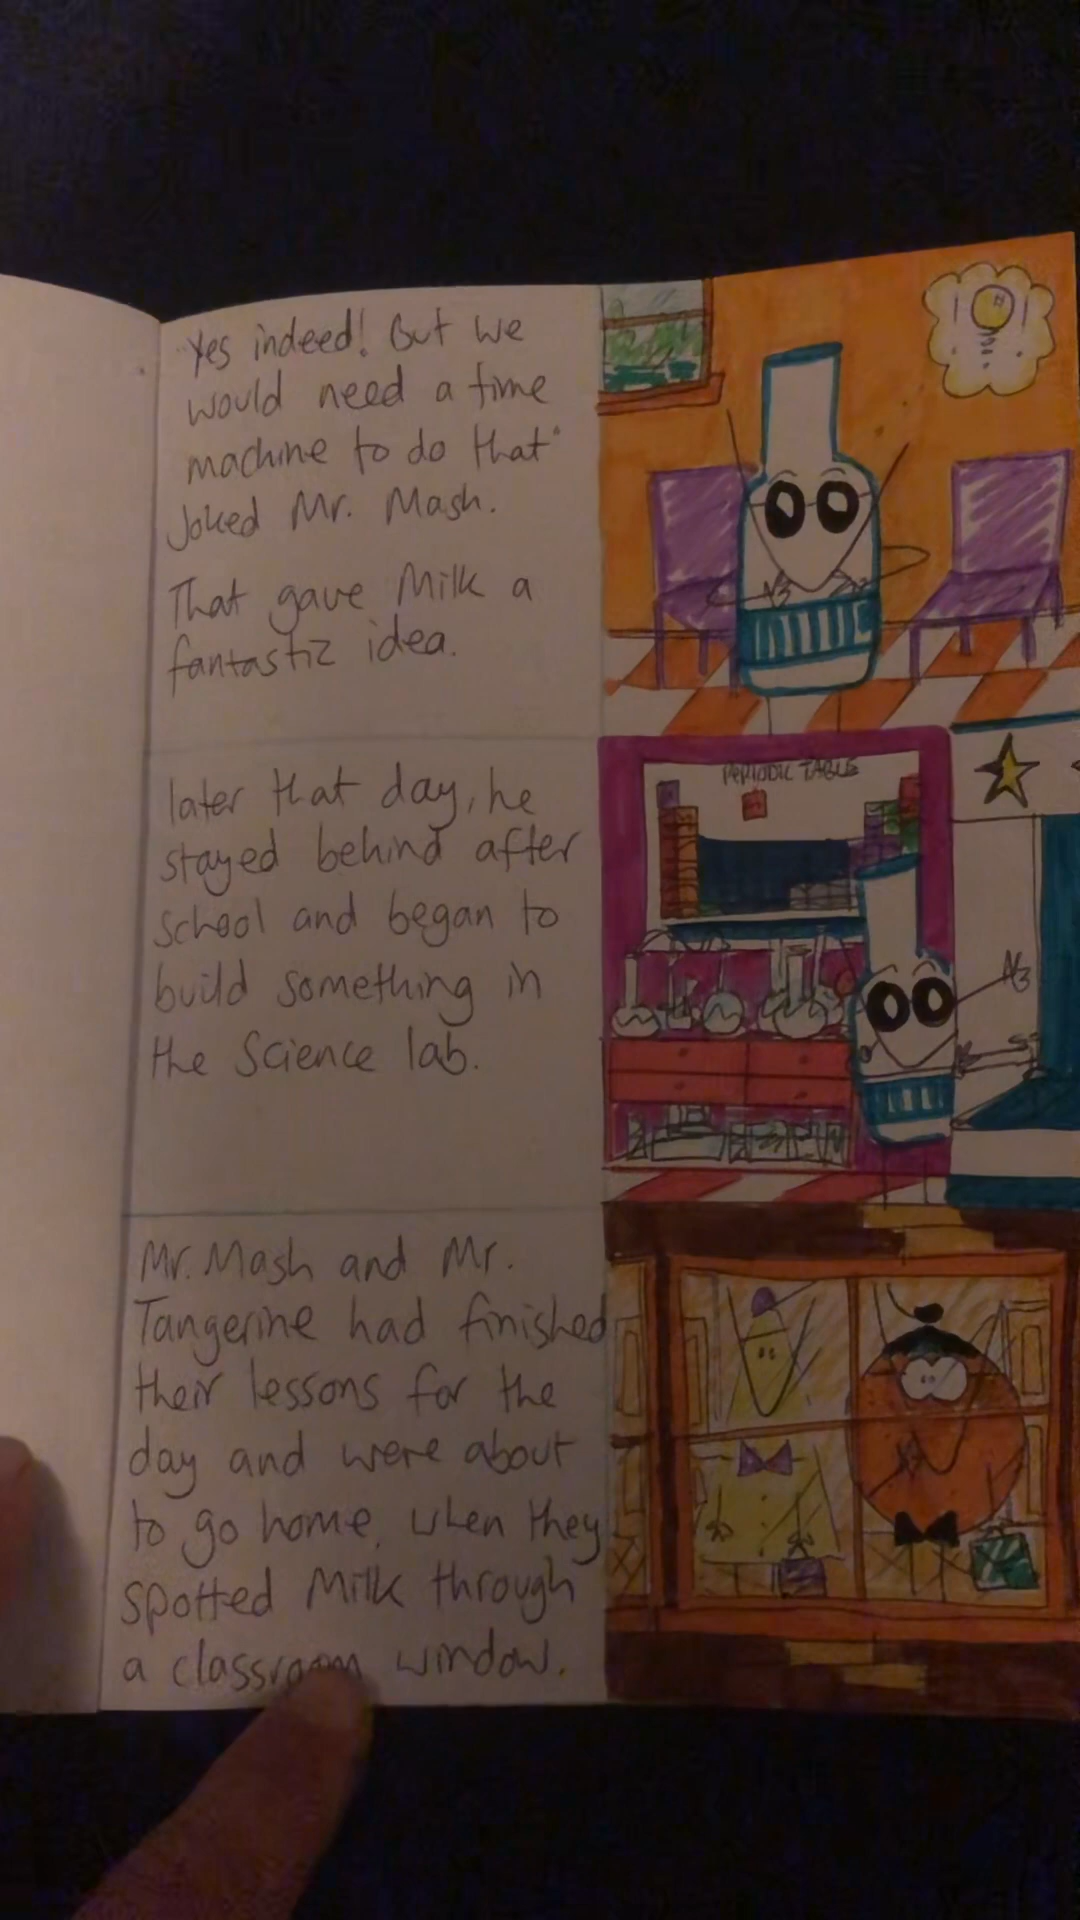 Yes indeed! But we
would need a time
machine to do that"
Joked Mr. Mash.
That gave Milk a
fantastic idea.
PERIODIC TABLE
later that day, he
stayed behind after
school and began to
build something in
the Science lab.
Mr. Mash and Mr.
Tangerine had finished
their lessons for the
day and were about
to go home, when they
spotted Milk through
a classroom window.